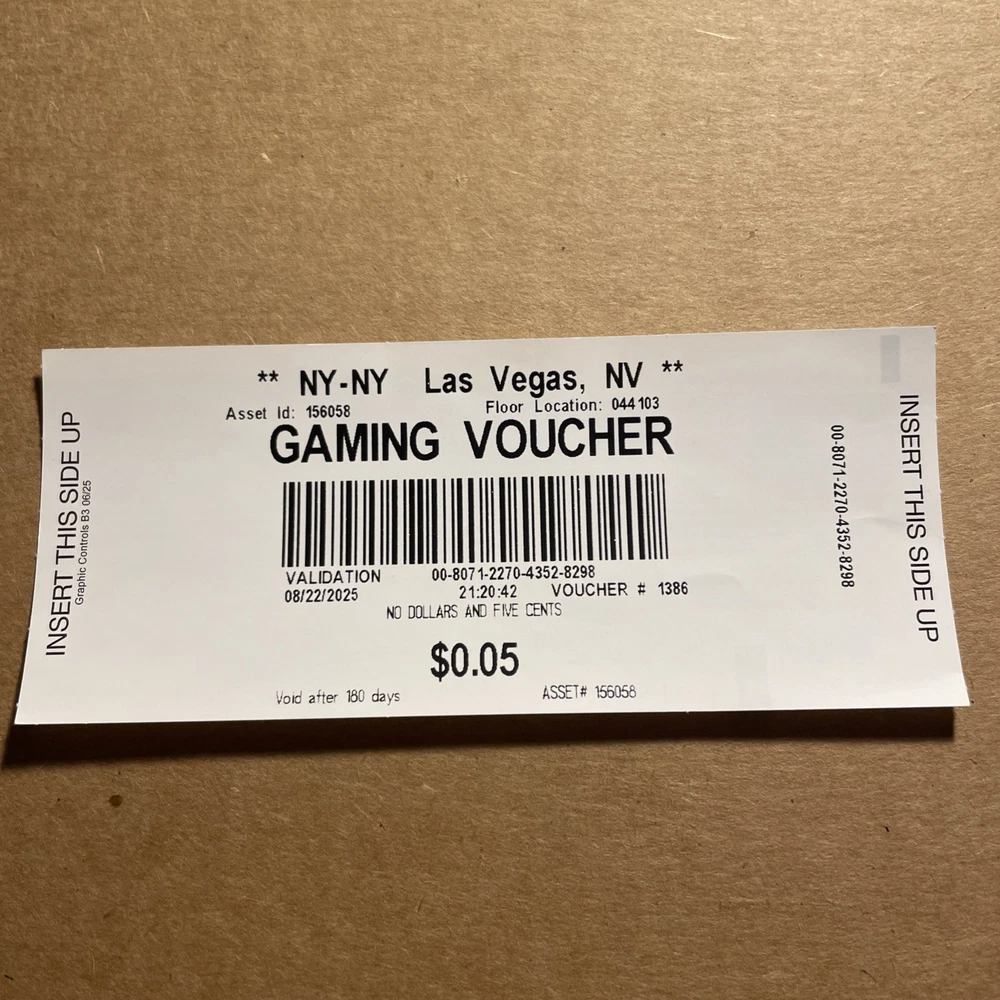 INSERT THIS SIDE UP
Graphic Controls B3 06/25
** NY-NY Las Vegas, NV **
Asset Id: 156058 Floor Location: 044103
GAMING VOUCHER
VALIDATION 00-8071-2270-4352-8298
08/22/2025 21:20:42 VOUCHER # 1386
NO DOLLARS AND FIVE CENTS
$0.05
Void after 180 days ASSET# 156058
00-8071-2270-4352-8298
INSERT THIS SIDE UP